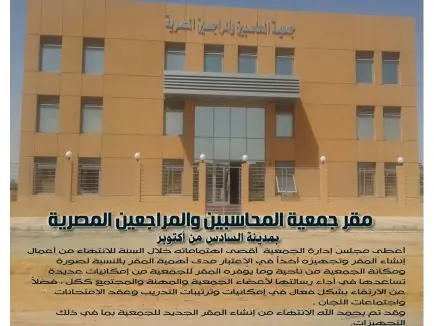 جمعية المحاسبين والمراجعين المصرية
مقر جمعية المحاسبين والمراجعين المصرية
بمدينة السادس من أكتوبر
أعطى مجلس إدارة الجمعية أقصى اهتماماته خلال السنة للانتهاء من أعمال
إنشاء المقر وتجهيزه أخذاً في الاعتبار مدى أهمية المقر بالنسبة لصورة
ومكانة الجمعية من ناحية وما يوفره المقر للجمعية من إمكانيات عديدة
تساعدها في أداء رسالتها لأعضاء الجمعية والمهنة والمجتمع ككل ، فضلاً
عن الارتقاء بشكل فعال في إمكانيات وترتيبات التدريب وعقد الامتحانات
واجتماعات اللجان .
وقد تم بحمد الله الانتهاء من إنشاء المقر الجديد للجمعية بما في ذلك
التجهيزات.